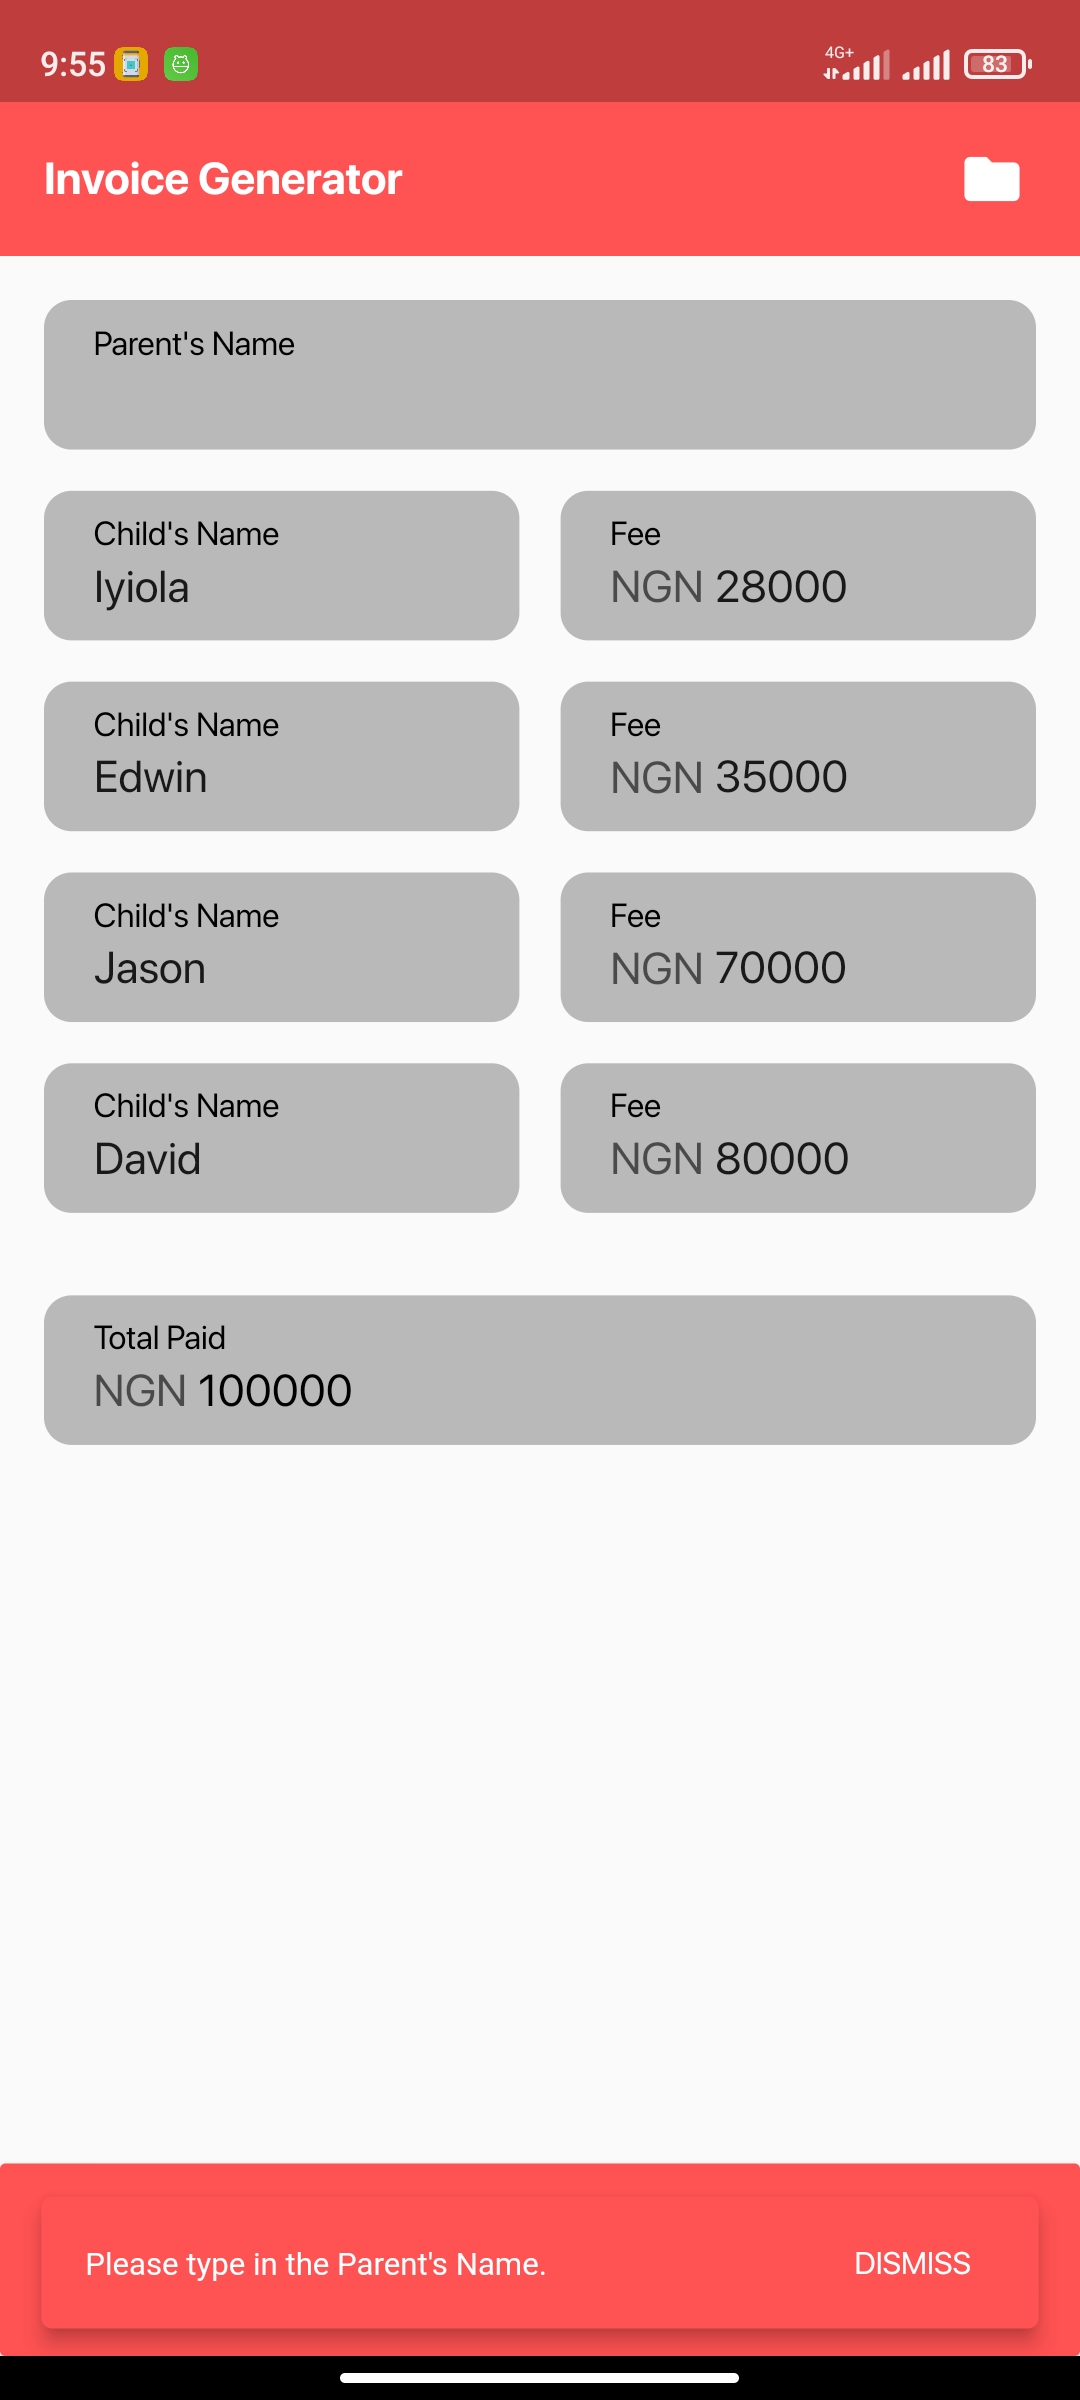 9:55
4G+
83
Invoice Generator
Parent's Name
Child's Name
Iyiola
Fee
NGN 28000
Child's Name
Edwin
Fee
NGN 35000
Child's Name
Jason
Fee
NGN 70000
Child's Name
David
Fee
NGN 80000
Total Paid
NGN 100000
Please type in the Parent's Name.
DISMISS